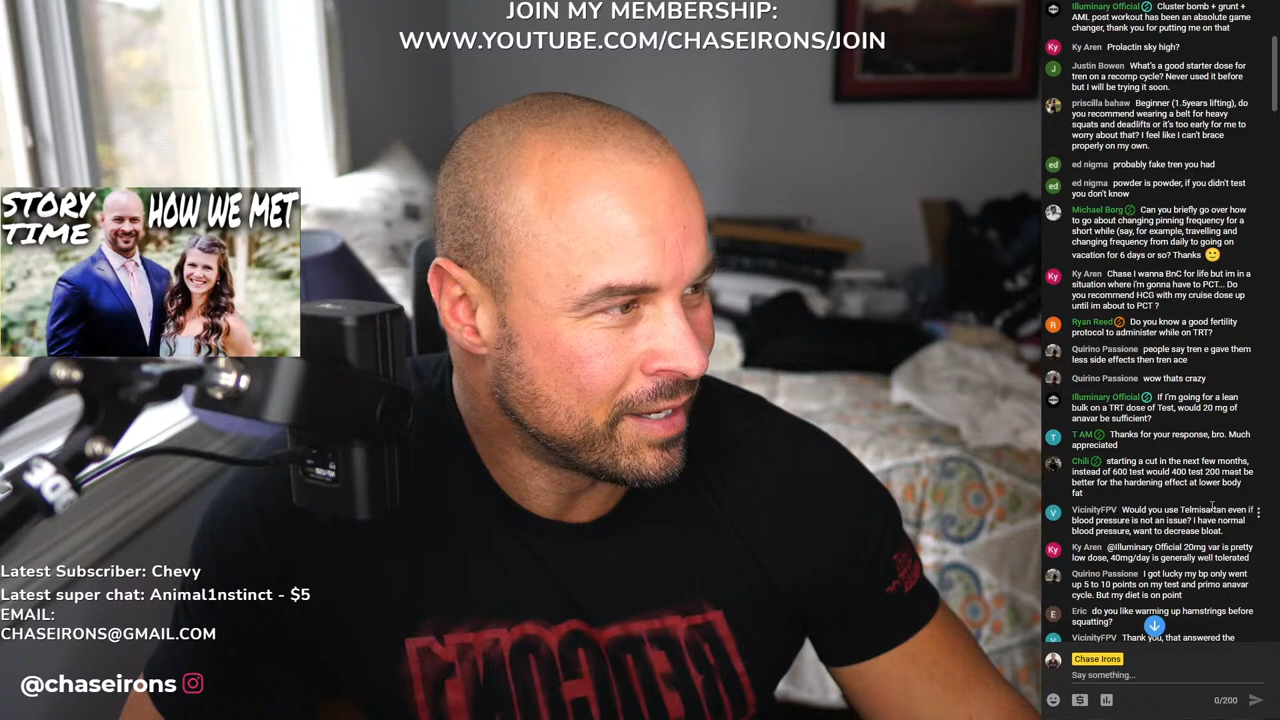 JOIN MY MEMBERSHIP:
WWW.YOUTUBE.COM/CHASEIRONS/JOIN
STORY HOW WE MET
TIME
Latest Subscriber: Chevy
Latest super chat: Animal1nstinct - $5
EMAIL:
CHASEIRONS@GMAIL.COM
@chaseirons
Illuminary Official Cluster bomb + grunt +
AML post workout has been an absolute game
changer, thank you for putting me on that
Ky Ky Aren Prolactin sky high?
J Justin Bowen What's a good starter dose for
tren on a recomp cycle? Never used it before
but I will be trying it soon.
priscilla bahaw Beginner (1.5years lifting), do
you recommend wearing a belt for heavy
squats and deadlifts or it's too early for me to
worry about that? I feel like I can't brace
properly on my own.
ed ed nigma probably fake tren you had
ed ed nigma powder is powder, if you didn't test
you don't know
Michael Borg Can you briefly go over how
to go about changing pinning frequency for a
short while (say, for example, travelling and
changing frequency from daily to going on
vacation for 6 days or so? Thanks
Ky Ky Aren Chase I wanna BnC for life but im in a
situation where i'm gonna have to PCT... Do
you recommend HCG with my cruise dose up
until im about to PCT ?
R Ryan Reed Do you know a good fertility
protocol to administer while on TRT?
Quirino Passione people say tren e gave them
less side effects then tren ace
Quirino Passione wow thats crazy
Illuminary Official If I'm going for a lean
bulk on a TRT dose of Test, would 20 mg of
anavar be sufficient?
T T AM Thanks for your response, bro. Much
appreciated
Chili starting a cut in the next few months,
instead of 600 test would 400 test 200 mast be
better for the hardening effect at lower body
fat
V VicinityFPV Would you use Telmisartan even if
blood pressure is not an issue? I have normal
blood pressure, want to decrease bloat.
Ky Ky Aren @Illuminary Official 20mg var is pretty
low dose, 40mg/day is generally well tolerated
Quirino Passione I got lucky my bp only went
up 5 to 10 points on my test and primo anavar
cycle. But my diet is on point
E Eric do you like warming up hamstrings before
squatting?
V VicinityFPV Thank you, that answered the
Chase Irons
Say something...
0/200